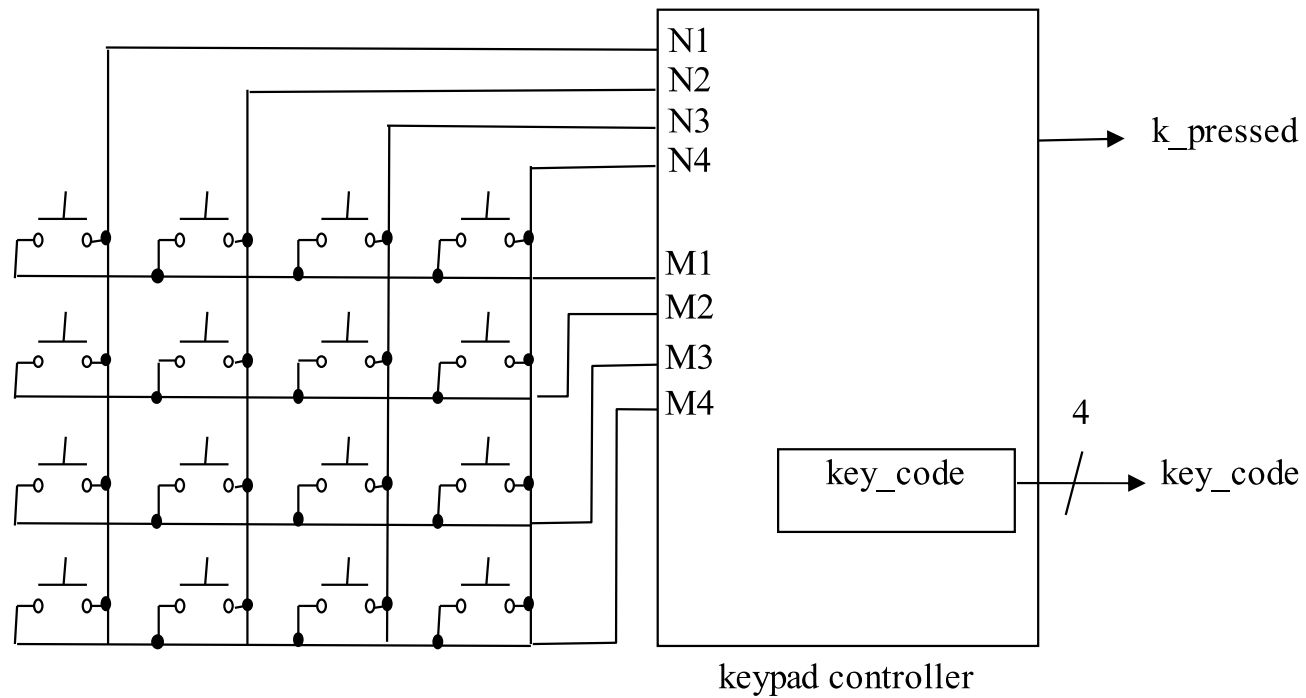 N1
N2
N3
N4
k_pressed
M1
M2
M3
M4
4
key_code
key_code
keypad controller